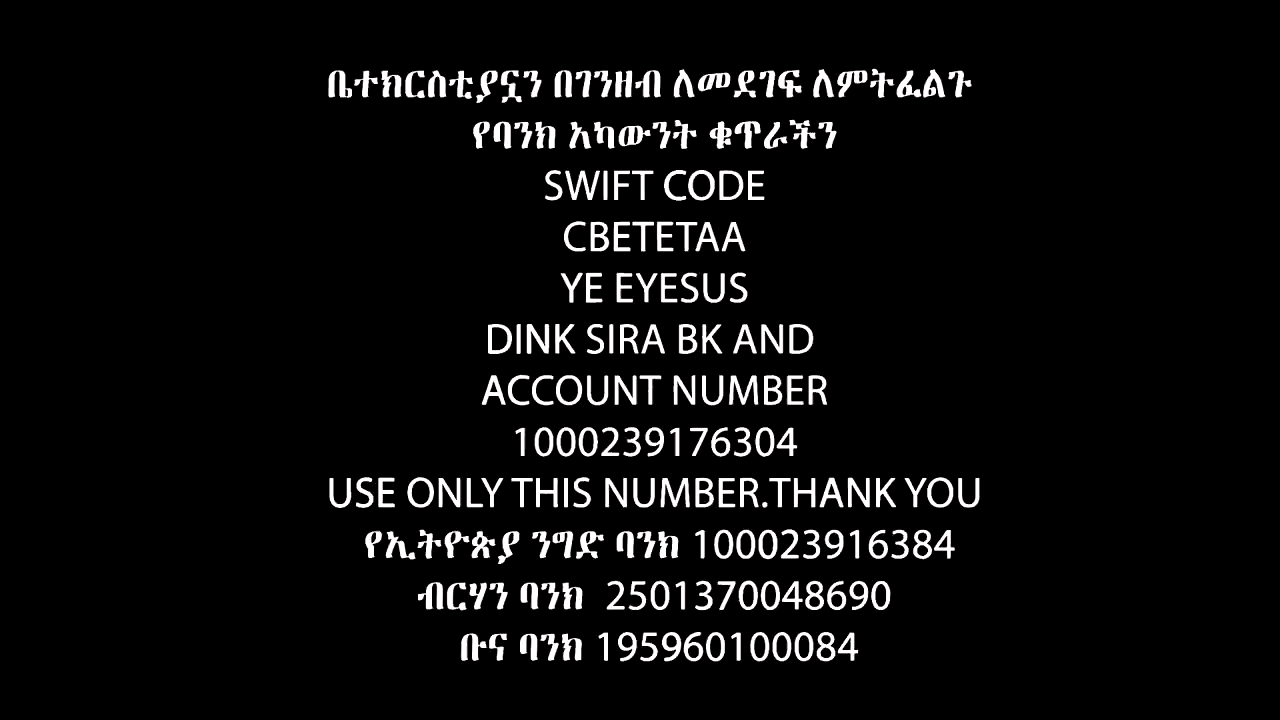 ቤተክርስቲያኗን በገንዘብ ለመደገፍ ለምትፈልጉ
የባንክ አካውንት ቁጥራችን
SWIFT CODE
CBETETAA
YE EYESUS
DINK SIRA BK AND
ACCOUNT NUMBER
1000239176304
USE ONLY THIS NUMBER.THANK YOU
የኢትዮጵያ ንግድ ባንክ 100023916384
ብርሃን ባንክ 2501370048690
ቡና ባንክ 195960100084